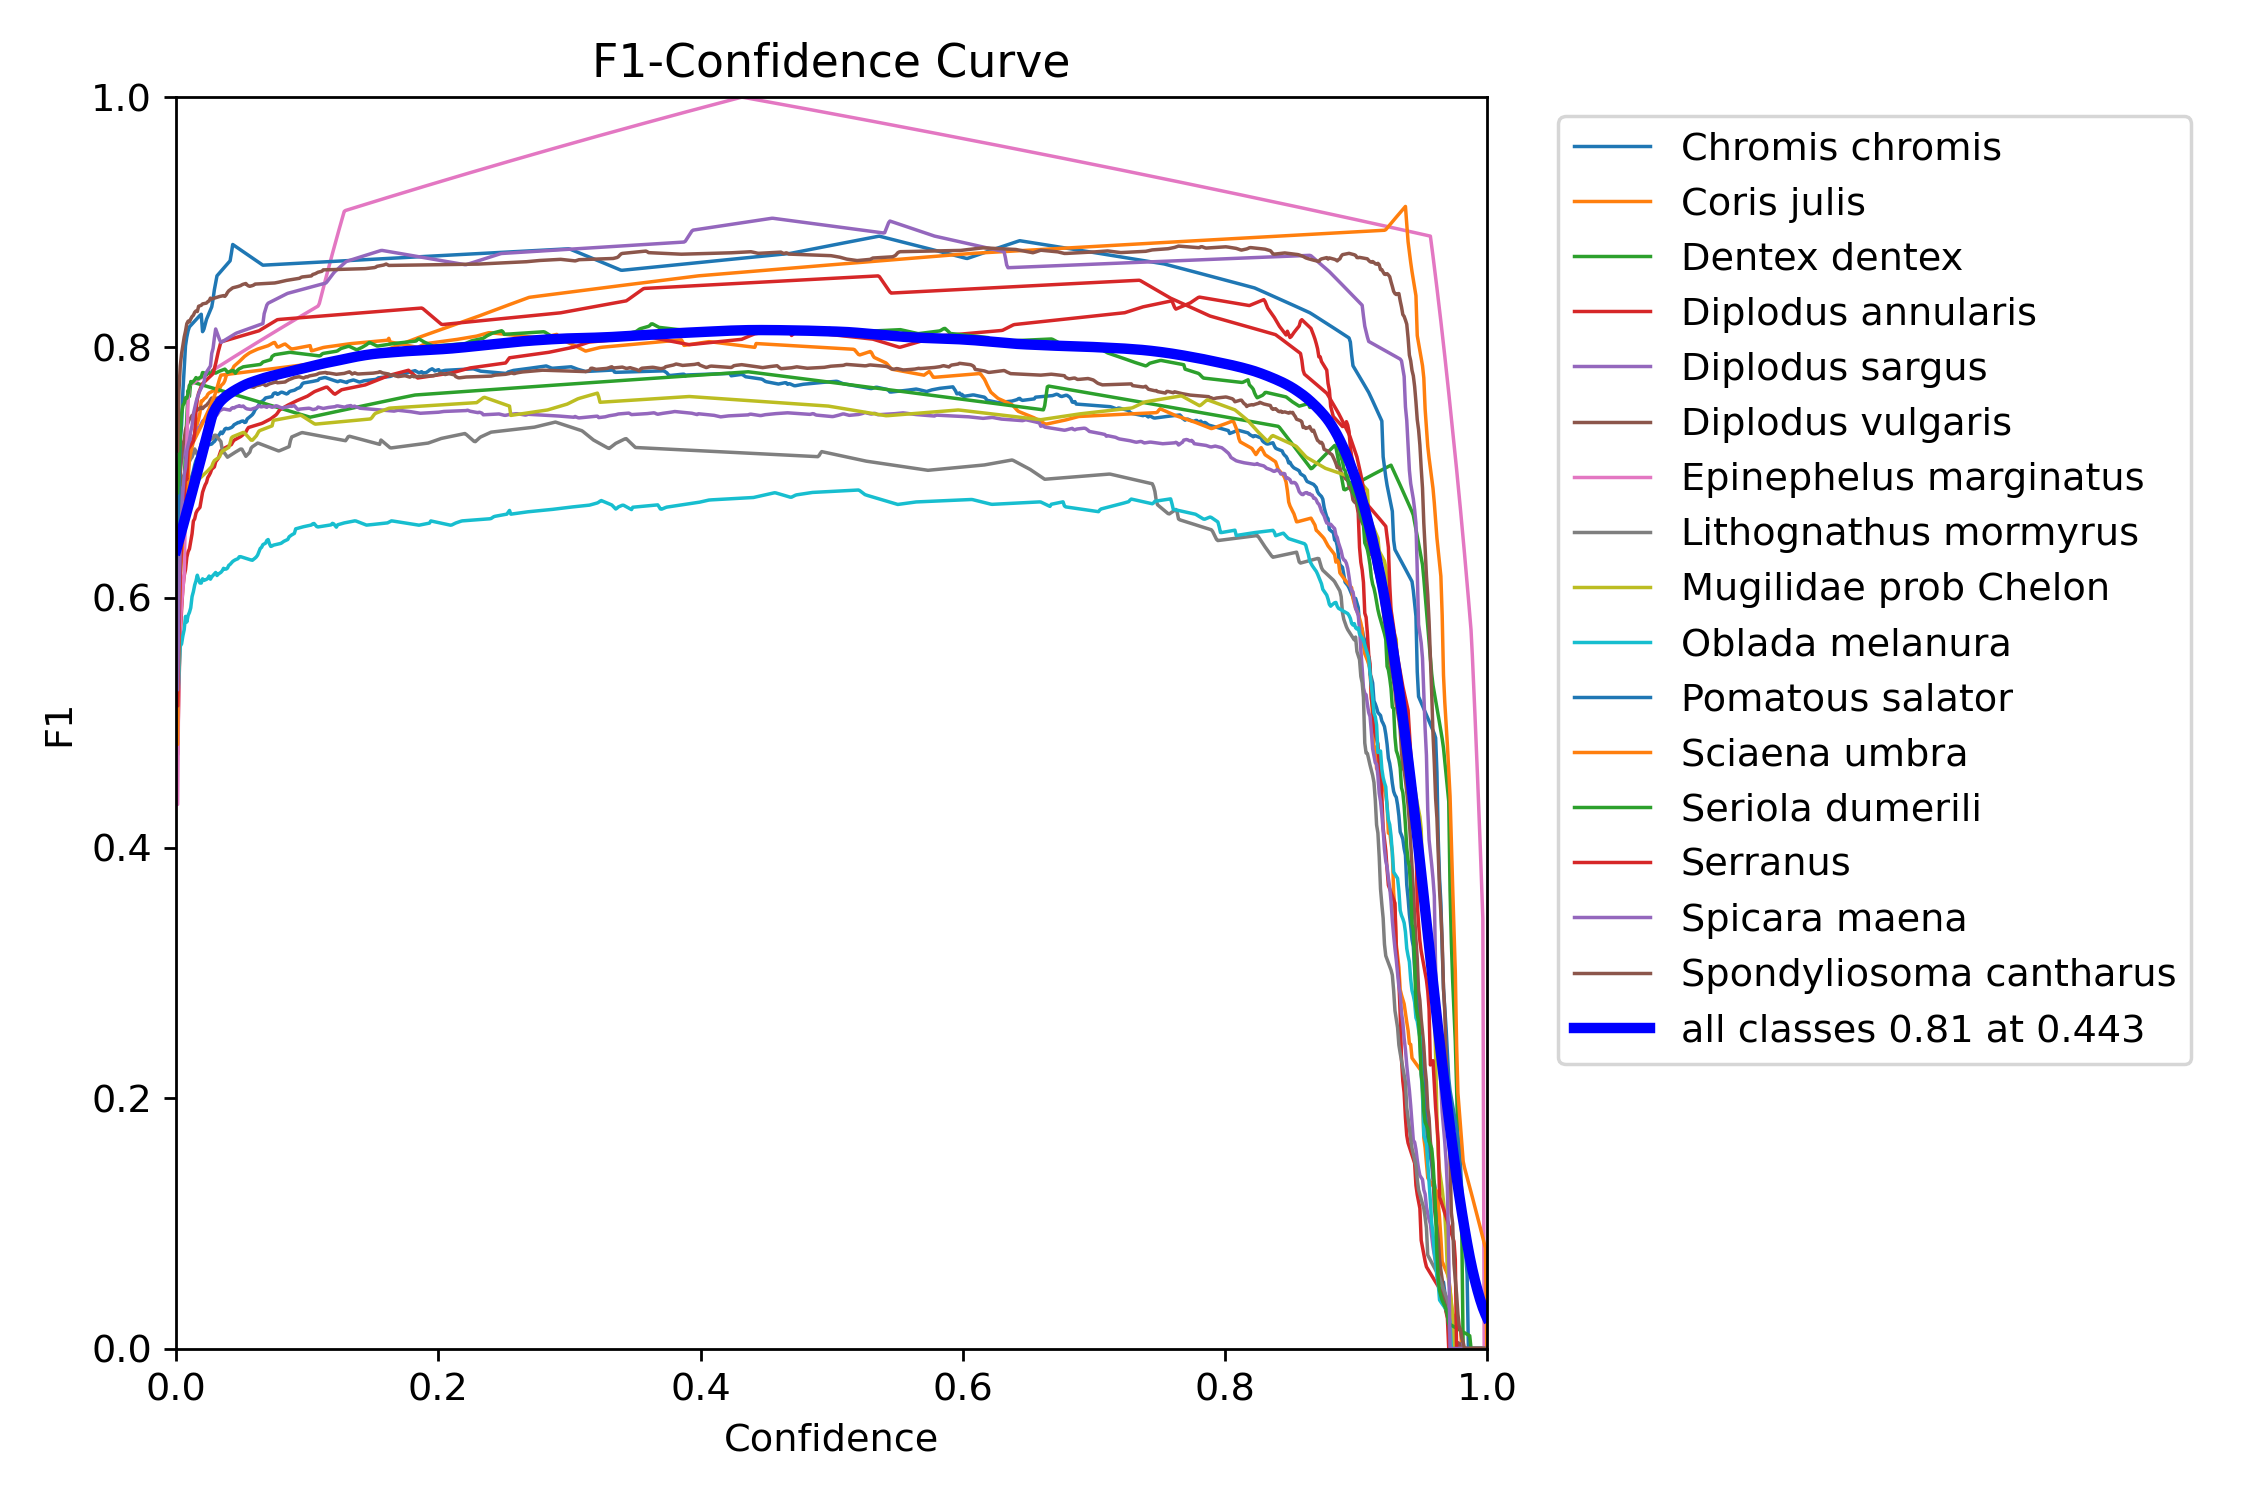 F1-Confidence Curve
1.0
0.8
0.6
0.4
0.2
0.0
F1
0.0 0.2 0.4 0.6 0.8 1.0
Confidence
Chromis chromis
Coris julis
Dentex dentex
Diplodus annularis
Diplodus sargus
Diplodus vulgaris
Epinephelus marginatus
Lithognathus mormyrus
Mugilidae prob Chelon
Oblada melanura
Pomatous salator
Sciaena umbra
Seriola dumerili
Serranus
Spicara maena
Spondyliosoma cantharus
all classes 0.81 at 0.443